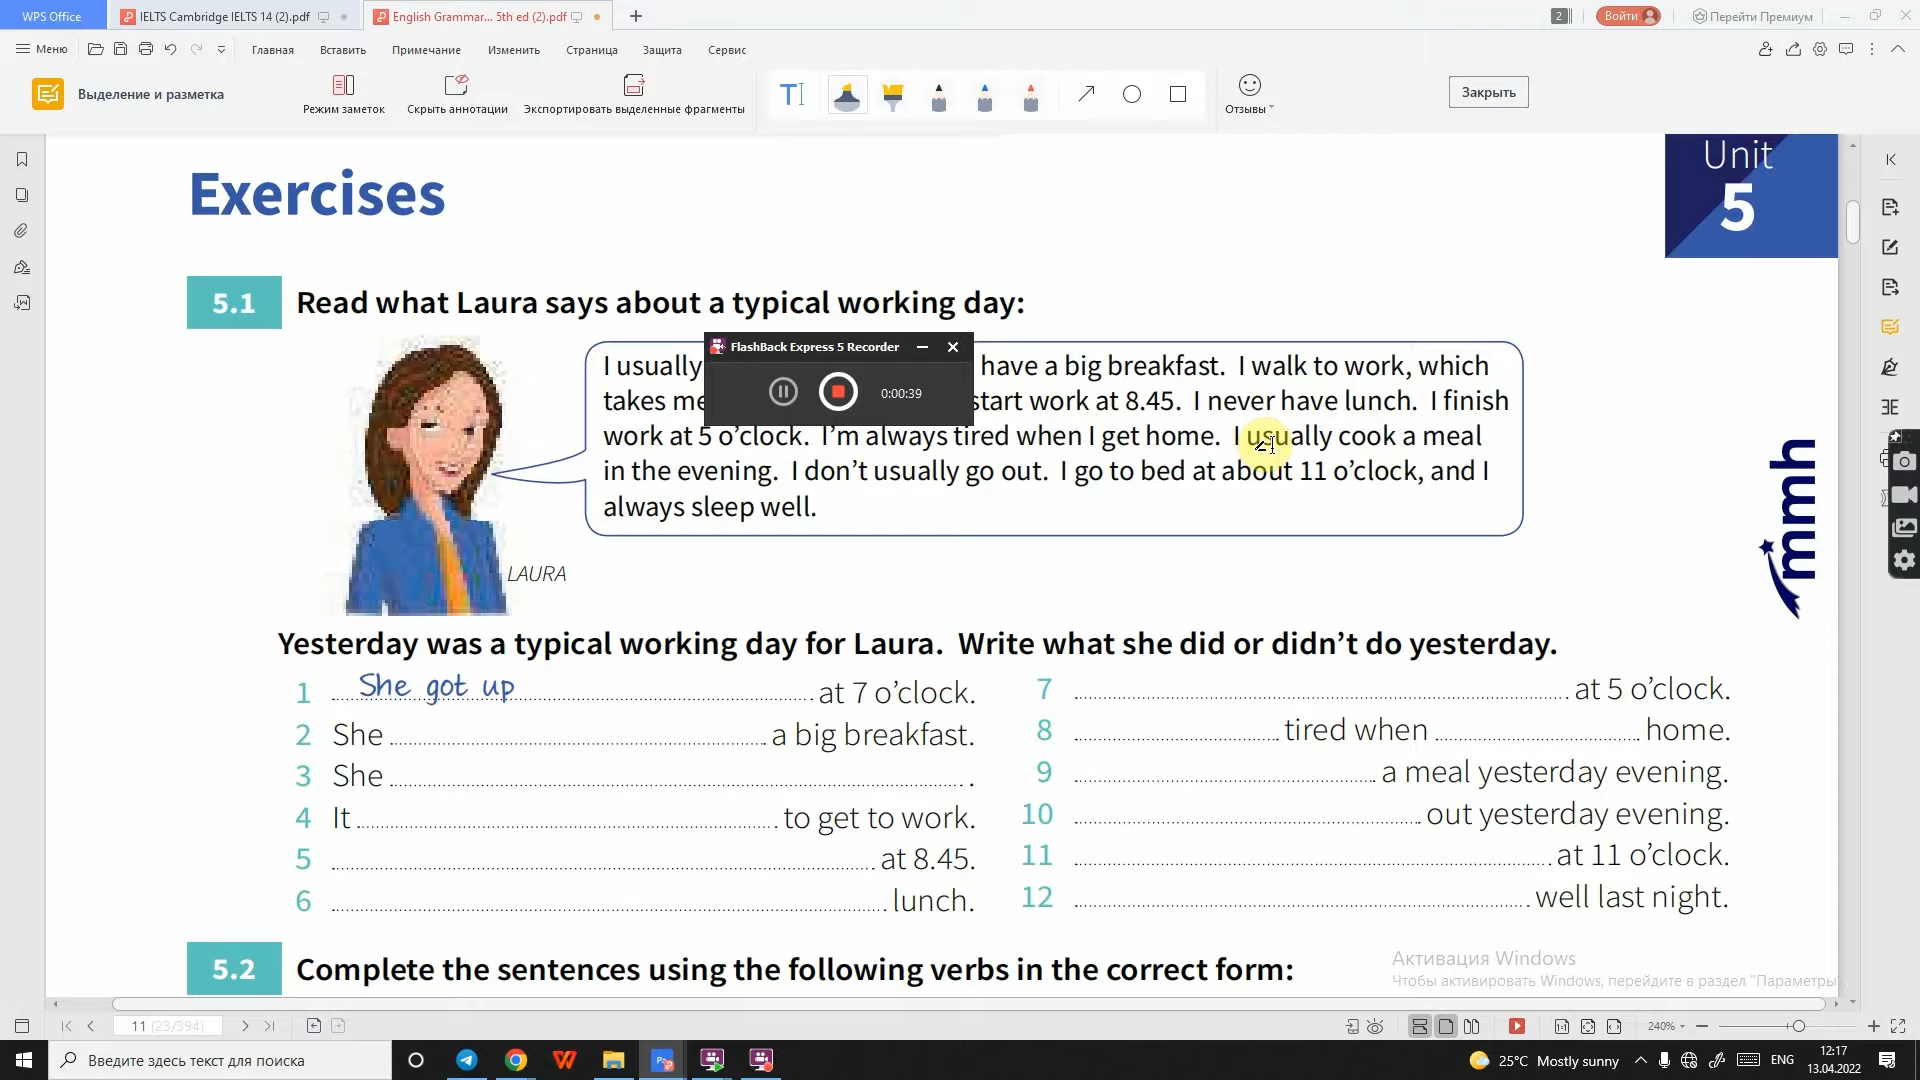 WPS Office IELTS Cambridge IELTS 14 (2).pdf English Grammar... 5th ed (2).pdf 2 Войти Перейти Премиум
Меню Главная Вставить Примечание Изменить Страница Защита Сервис
Выделение и разметка Режим заметок Скрыть аннотации Экспортировать выделенные фрагменты Отзывы Закрыть
Exercises
Unit
5
5.1 Read what Laura says about a typical working day:
FlashBack Express 5 Recorder
0:00:39
I usually have a big breakfast. I walk to work, which
takes me start work at 8.45. I never have lunch. I finish
work at 5 o’clock. I’m always tired when I get home. I usually cook a meal
in the evening. I don’t usually go out. I go to bed at about 11 o’clock, and I
always sleep well.
LAURA
mmh
Yesterday was a typical working day for Laura. Write what she did or didn’t do yesterday.
1 She got up at 7 o’clock.
2 She a big breakfast.
3 She .
4 It to get to work.
5 at 8.45.
6 lunch.
7 at 5 o’clock.
8 tired when home.
9 a meal yesterday evening.
10 out yesterday evening.
11 at 11 o’clock.
12 well last night.
5.2 Complete the sentences using the following verbs in the correct form:
Активация Windows
Чтобы активировать Windows, перейдите в раздел "Параметры
11 (23/394) 240%
Введите здесь текст для поиска 25°C Mostly sunny ENG 12:17
13.04.2022